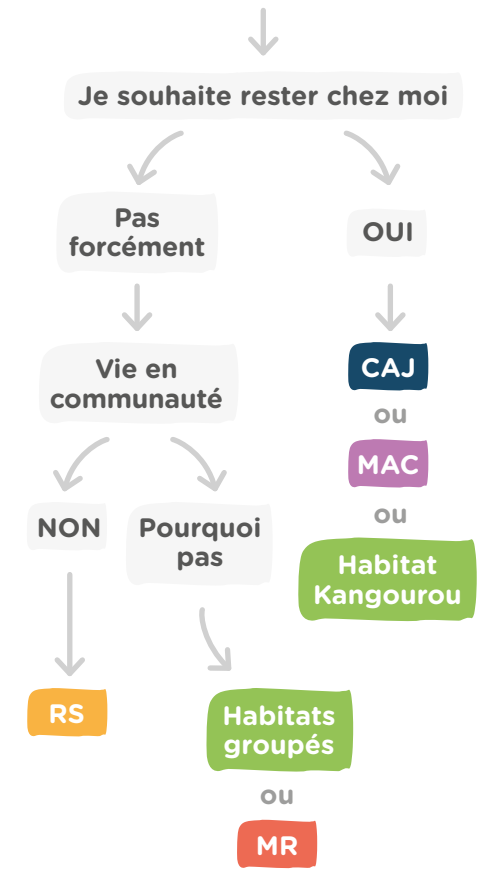 Je souhaite rester chez moi
Pas
forcément
OUI
Vie en
communauté
CAJ
ou
MAC
ou
Habitat
Kangourou
NON
Pourquoi
pas
RS
Habitats
groupés
ou
MR